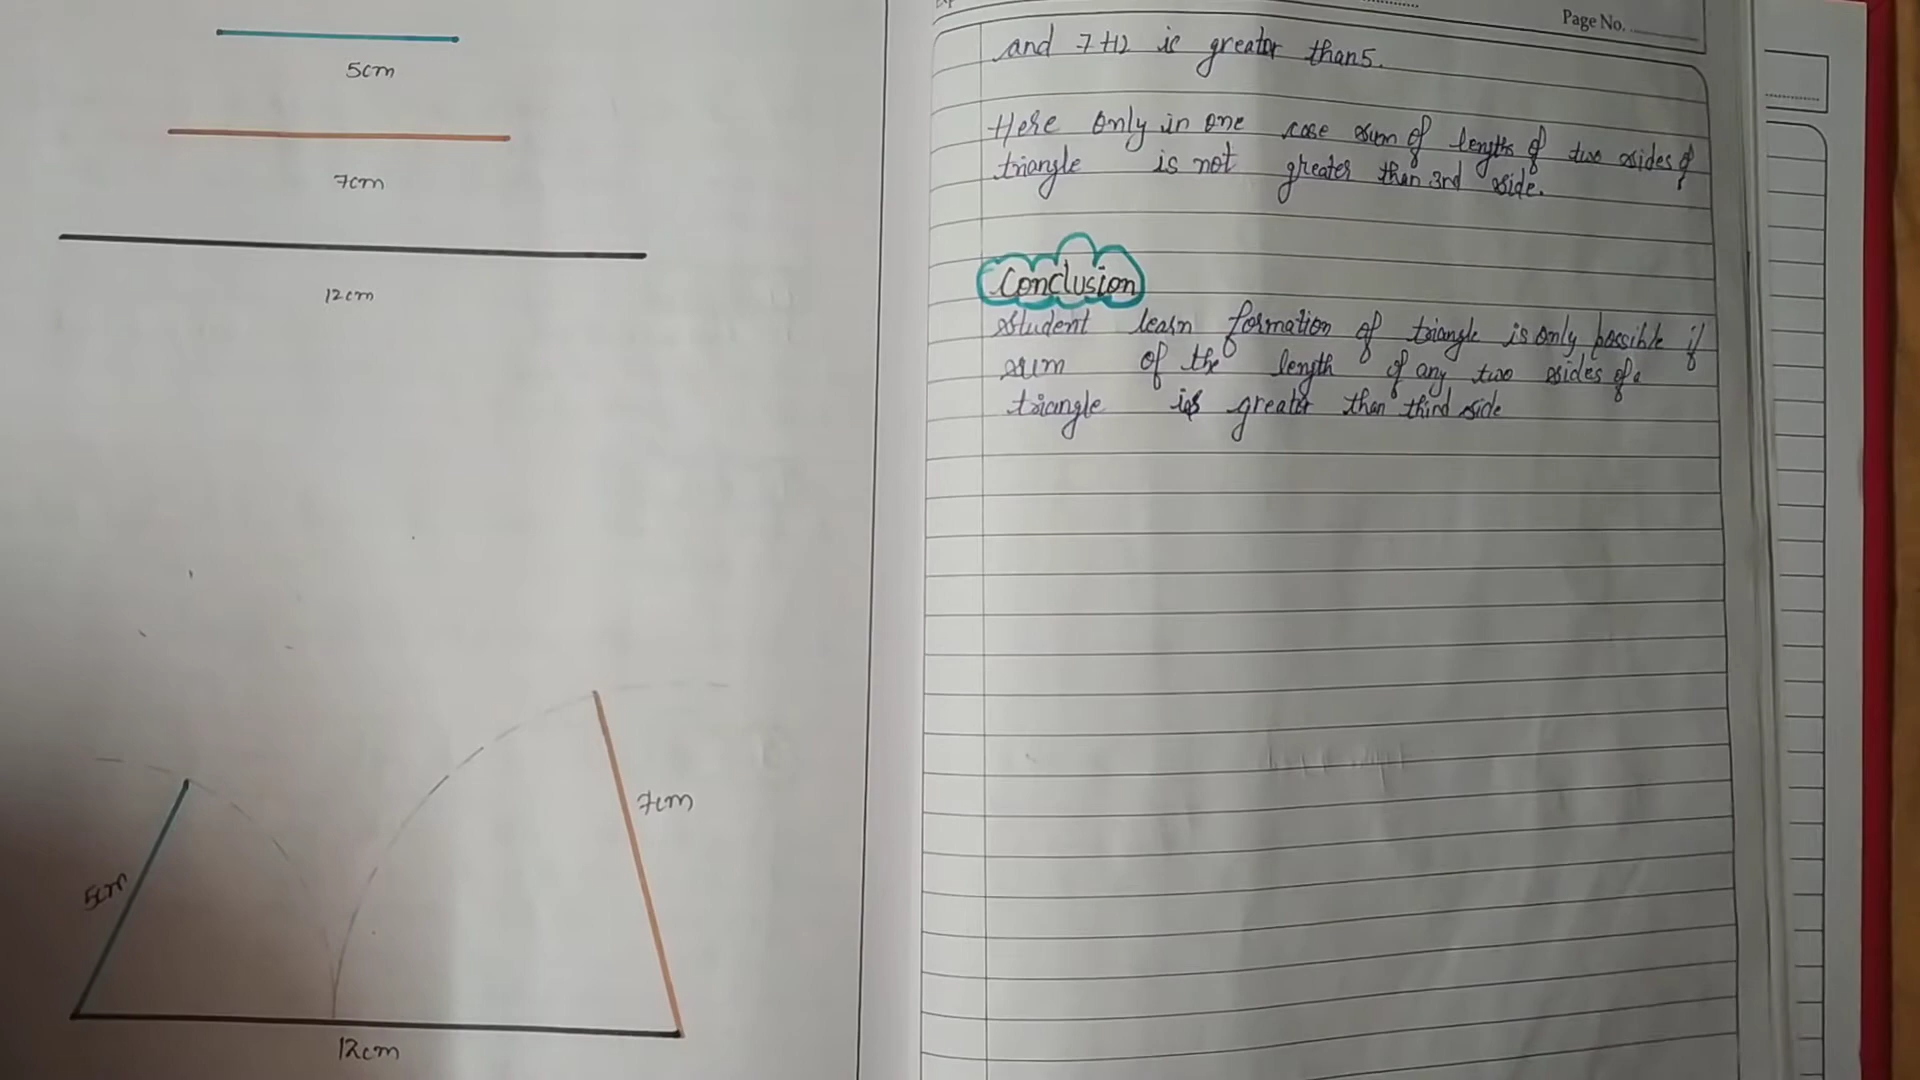 5cm
7cm
12cm
5cm
7cm
12cm
Page No.
and 7+12 is greater than 5.
Here only in one case sum of lengths of two sides of
triangle is not greater than 3rd side.
Conclusion
Student learn formation of triangle is only possible if
sum of the length of any two sides of a
triangle is greater than third side